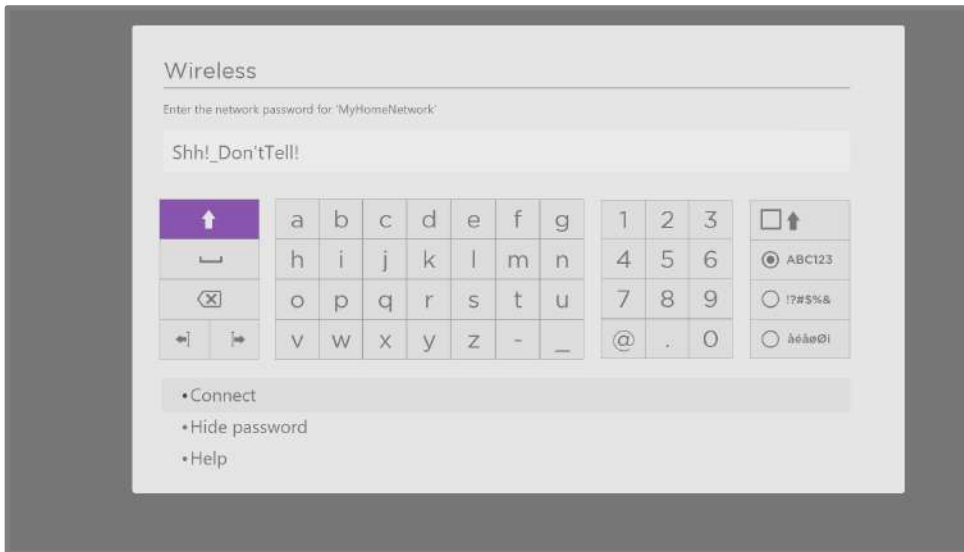 Wireless
Enter the network password for 'MyHomeNetwork'
Shh!_Don'tTell!
a b c d e f g 1 2 3
h i j k l m n 4 5 6 ABC123
o p q r s t u 7 8 9 !?#$%&
v w x y z - _ @ . 0 àéåøØi
•Connect
•Hide password
•Help